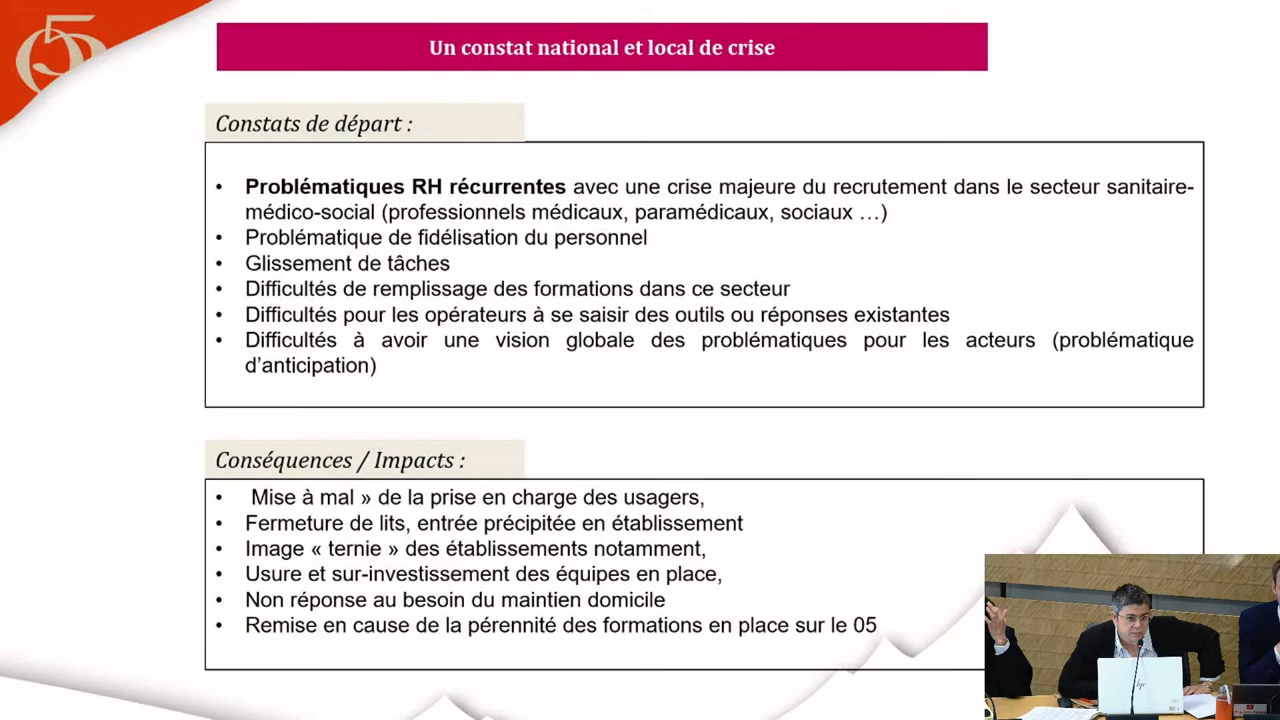 05
Un constat national et local de crise
Constats de départ :
• Problématiques RH récurrentes avec une crise majeure du recrutement dans le secteur sanitaire-
médico-social (professionnels médicaux, paramédicaux, sociaux …)
• Problématique de fidélisation du personnel
• Glissement de tâches
• Difficultés de remplissage des formations dans ce secteur
• Difficultés pour les opérateurs à se saisir des outils ou réponses existantes
• Difficultés à avoir une vision globale des problématiques pour les acteurs (problématique
d’anticipation)
Conséquences / Impacts :
• Mise à mal » de la prise en charge des usagers,
• Fermeture de lits, entrée précipitée en établissement
• Image « ternie » des établissements notamment,
• Usure et sur-investissement des équipes en place,
• Non réponse au besoin du maintien domicile
• Remise en cause de la pérennité des formations en place sur le 05
hp